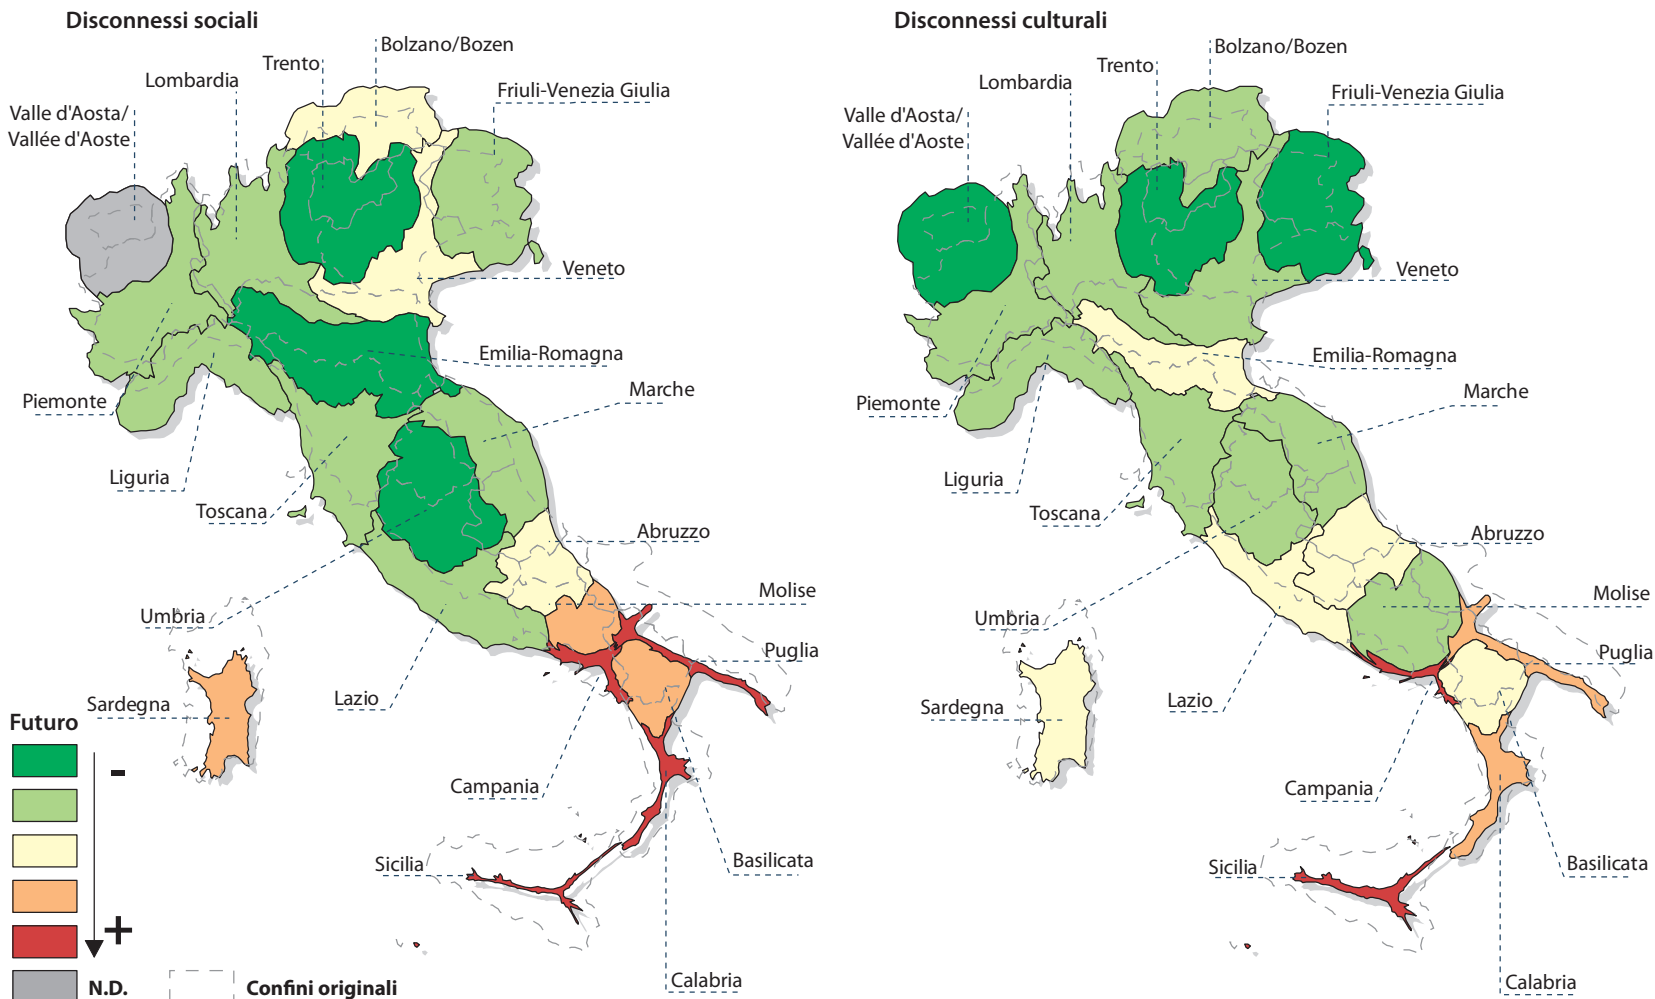 Disconnessi sociali
Bolzano/Bozen
Trento
Lombardia
Friuli-Venezia Giulia
Valle d'Aosta/
Vallée d'Aoste
Veneto
Emilia-Romagna
Marche
Piemonte
Liguria
Toscana
Abruzzo
Molise
Umbria
Puglia
Sardegna
Lazio
Campania
Sicilia
Basilicata
Calabria
Disconnessi culturali
Bolzano/Bozen
Trento
Lombardia
Friuli-Venezia Giulia
Valle d'Aosta/
Vallée d'Aoste
Veneto
Emilia-Romagna
Marche
Piemonte
Liguria
Toscana
Abruzzo
Molise
Umbria
Puglia
Sardegna
Lazio
Campania
Sicilia
Basilicata
Calabria
Futuro
-
+
N.D.
Confini originali